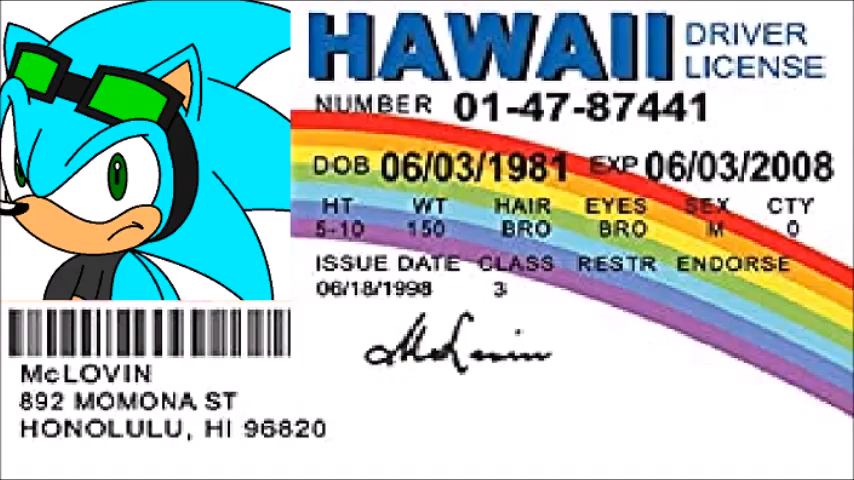 HAWAII DRIVER LICENSE
NUMBER 01-47-87441
DOB 06/03/1981 EXP 06/03/2008
HT WT HAIR EYES SEX CTY
5-10 150 BRO BRO M 0
ISSUE DATE CLASS RESTR ENDORSE
06/18/1998 3
McLovin
McLOVIN
892 MOMONA ST
HONOLULU, HI 96820